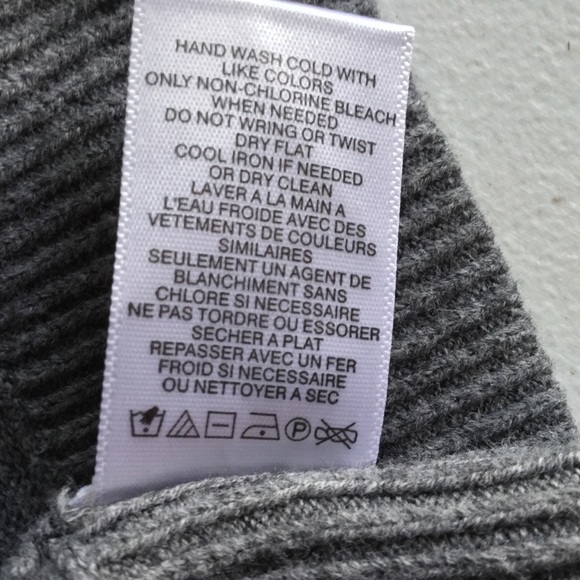 HAND WASH COLD WITH
LIKE COLORS
ONLY NON-CHLORINE BLEACH
WHEN NEEDED
DO NOT WRING OR TWIST
DRY FLAT
COOL IRON IF NEEDED
OR DRY CLEAN
LAVER A LA MAIN A
L'EAU FROIDE AVEC DES
VETEMENTS DE COULEURS
SIMILAIRES
SEULEMENT UN AGENT DE
BLANCHIMENT SANS
CHLORE SI NECESSAIRE
NE PAS TORDRE OU ESSORER
SECHER A PLAT
REPASSER AVEC UN FER
FROID SI NECESSAIRE
OU NETTOYER A SEC
P